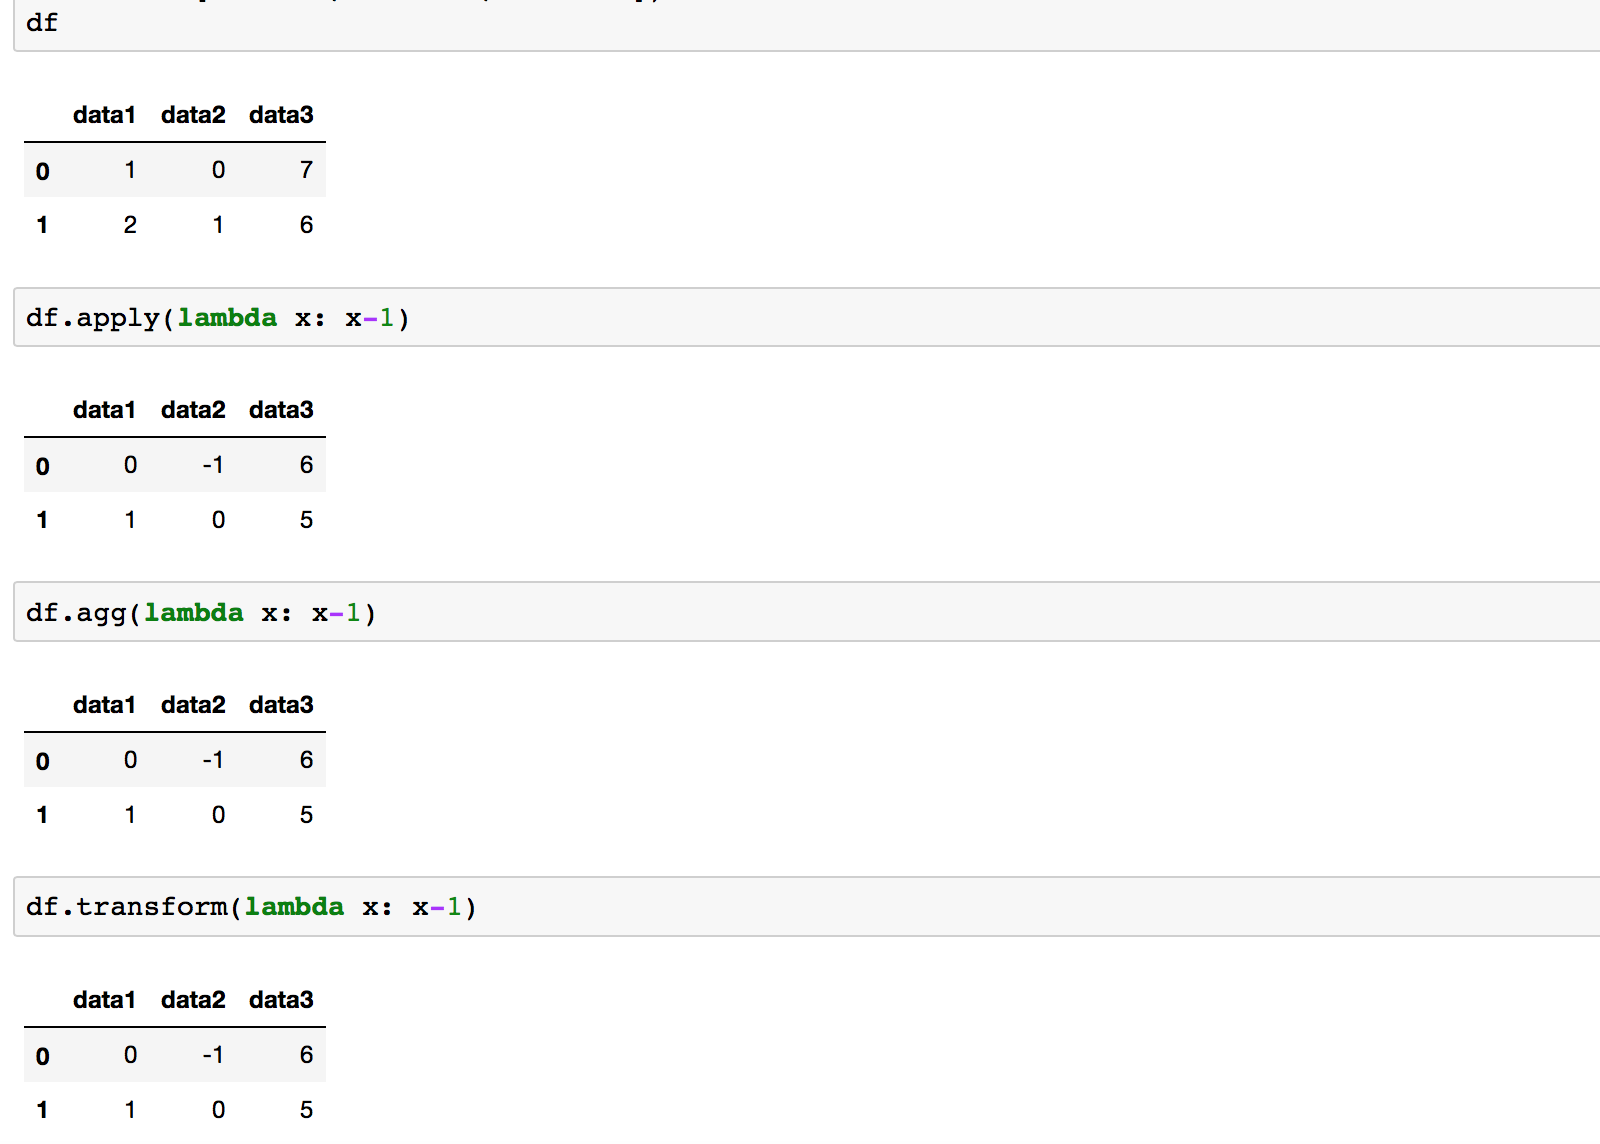 df
data1 data2 data3
0 1 0 7
1 2 1 6
df.apply(lambda x: x-1)
data1 data2 data3
0 0 -1 6
1 1 0 5
df.agg(lambda x: x-1)
data1 data2 data3
0 0 -1 6
1 1 0 5
df.transform(lambda x: x-1)
data1 data2 data3
0 0 -1 6
1 1 0 5